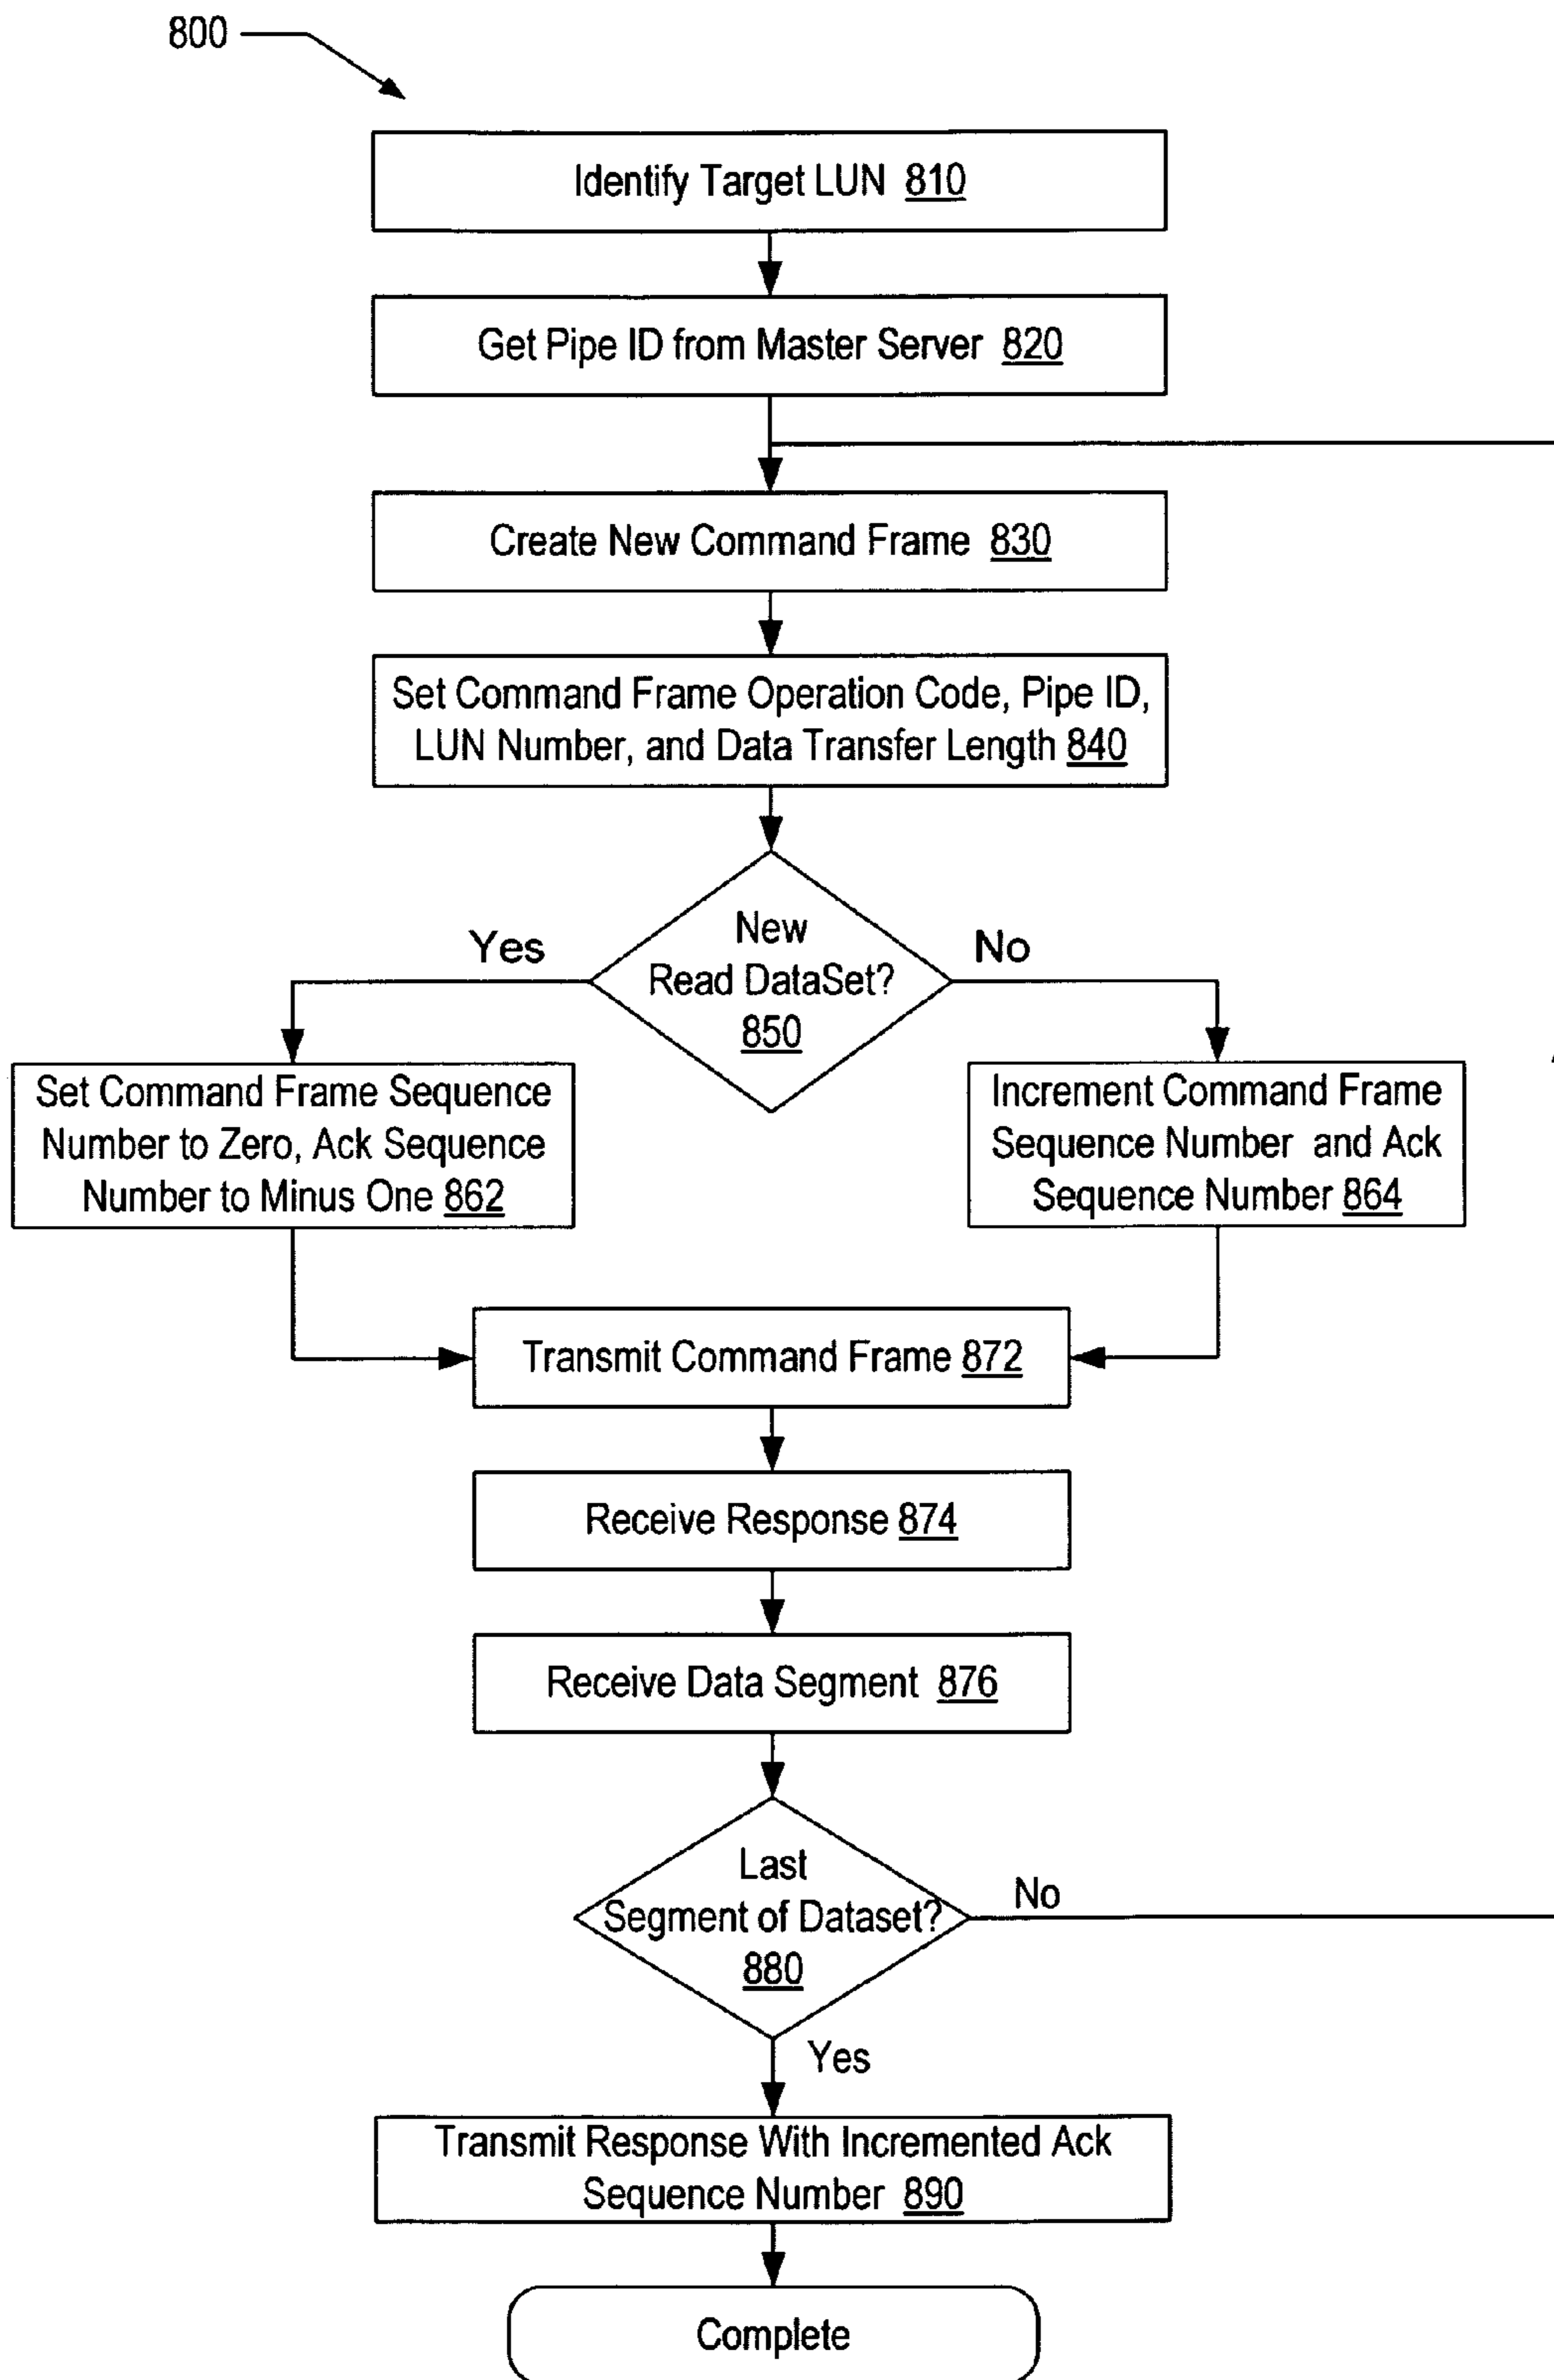 800
Identify Target LUN 810
Get Pipe ID from Master Server 820
Create New Command Frame 830
Set Command Frame Operation Code, Pipe ID,
LUN Number, and Data Transfer Length 840
New
Read DataSet?
850
Yes
No
Set Command Frame Sequence
Number to Zero, Ack Sequence
Number to Minus One 862
Increment Command Frame
Sequence Number and Ack
Sequence Number 864
Transmit Command Frame 872
Receive Response 874
Receive Data Segment 876
Last
Segment of Dataset?
880
No
Yes
Transmit Response With Incremented Ack
Sequence Number 890
Complete